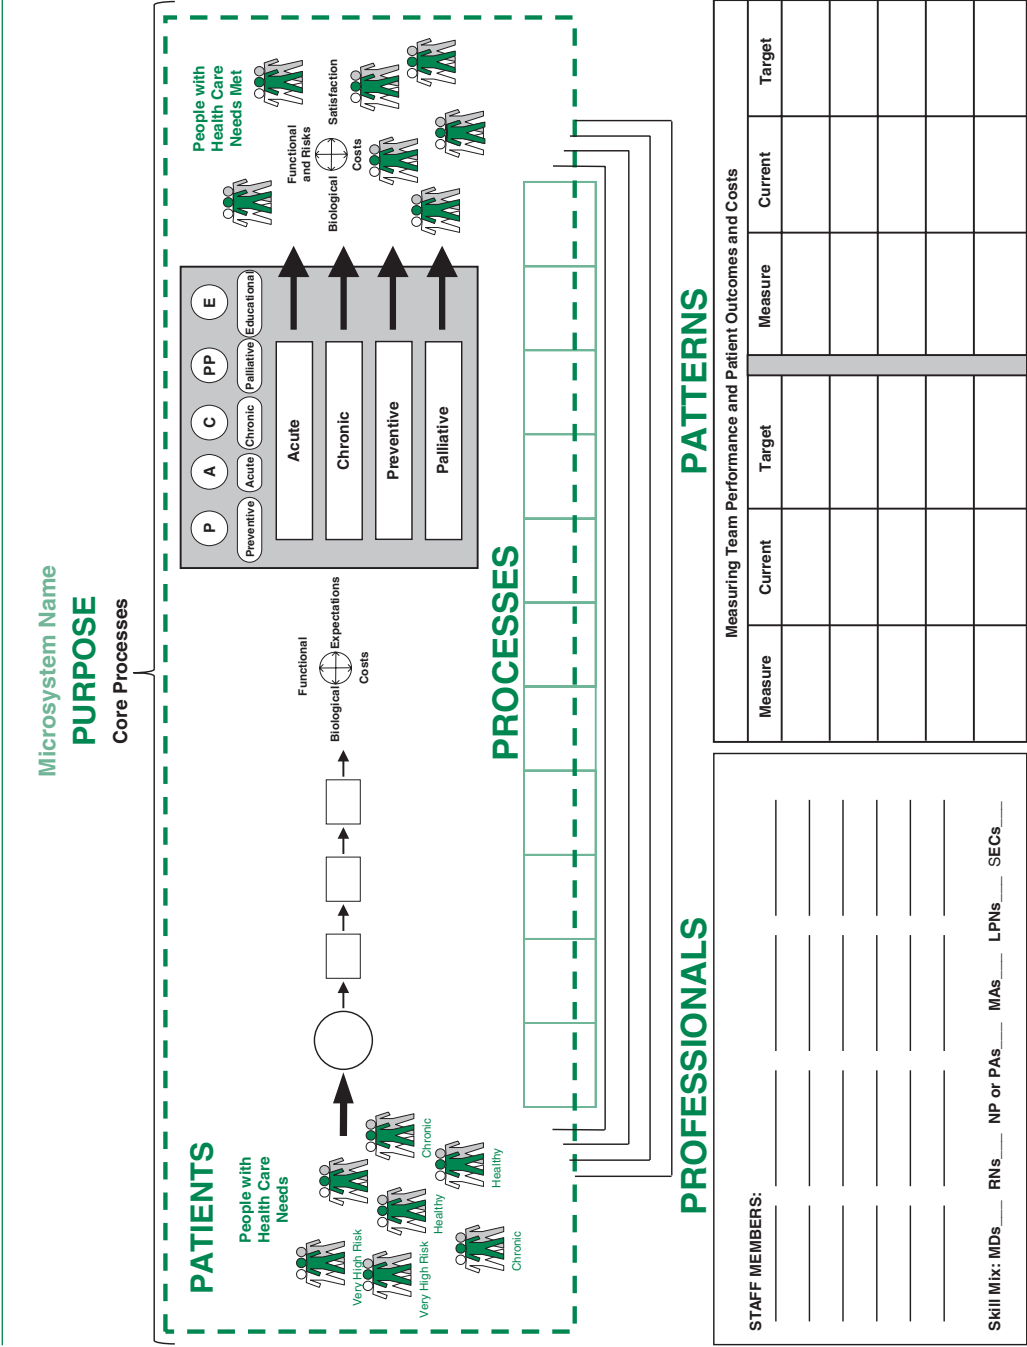 Microsystem Name
PURPOSE
Core Processes
PATIENTS
People with
Health Care
Needs
Very High Risk
Very High Risk
Healthy
Chronic
Chronic
Healthy
Functional
Biological
Expectations
Costs
P
A
C
PP
E
Preventive
Acute
Chronic
Palliative
Educational
Acute
Chronic
Preventive
Palliative
People with
Health Care
Needs Met
Functional
and Risks
Biological
Satisfaction
Costs
PROCESSES
PROFESSIONALS
PATTERNS
STAFF MEMBERS:
Skill Mix: MDs___ RNs___ NP or PAs___ MAs___ LPNs___ SECs___
Measuring Team Performance and Patient Outcomes and Costs
Measure Current Target Measure Current Target